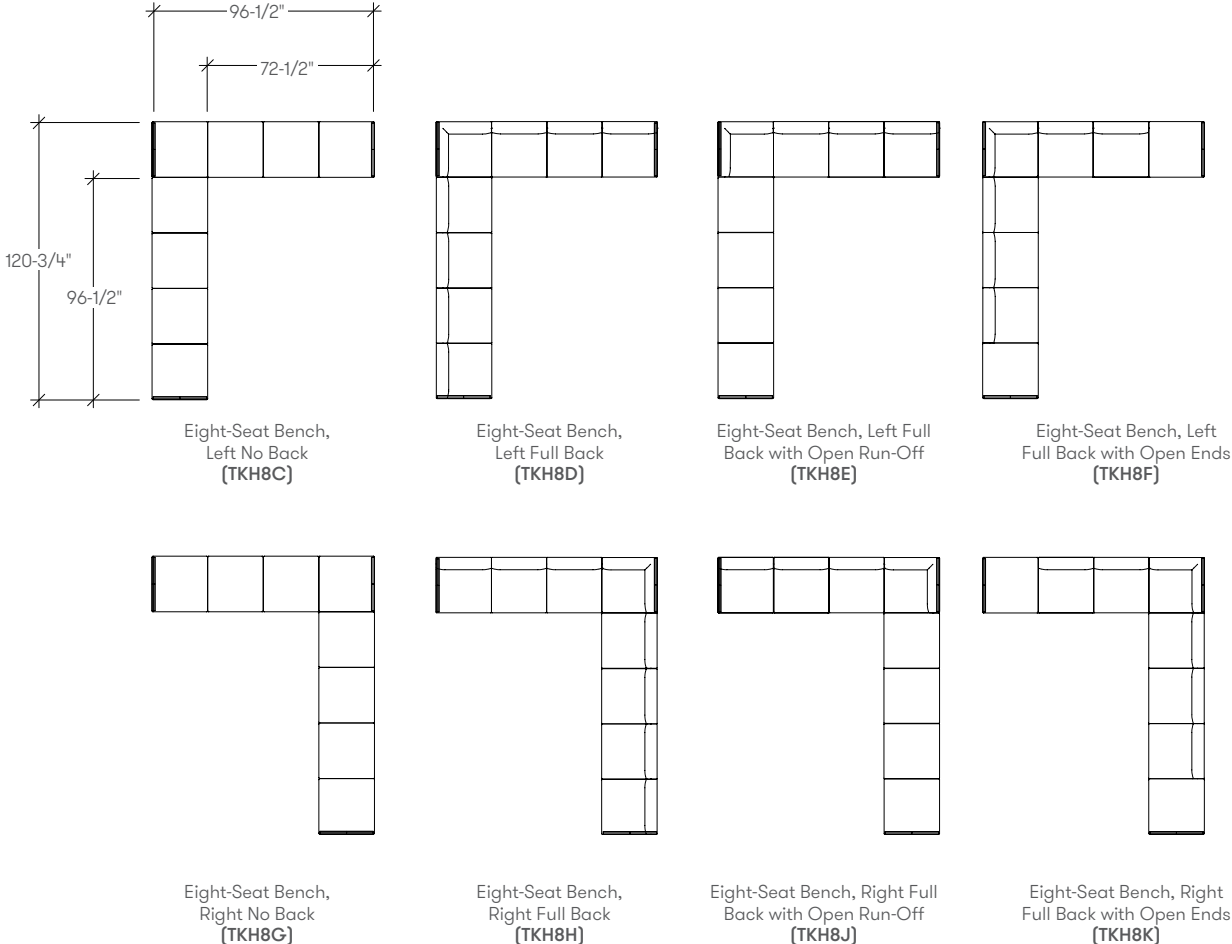 96-1/2"
72-1/2"
120-3/4"
96-1/2"
Eight-Seat Bench,
Left No Back
(TKH8C)
Eight-Seat Bench,
Left Full Back
(TKH8D)
Eight-Seat Bench, Left Full
Back with Open Run-Off
(TKH8E)
Eight-Seat Bench, Left
Full Back with Open Ends
(TKH8F)
Eight-Seat Bench,
Right No Back
(TKH8G)
Eight-Seat Bench,
Right Full Back
(TKH8H)
Eight-Seat Bench, Right Full
Back with Open Run-Off
(TKH8J)
Eight-Seat Bench, Right
Full Back with Open Ends
(TKH8K)